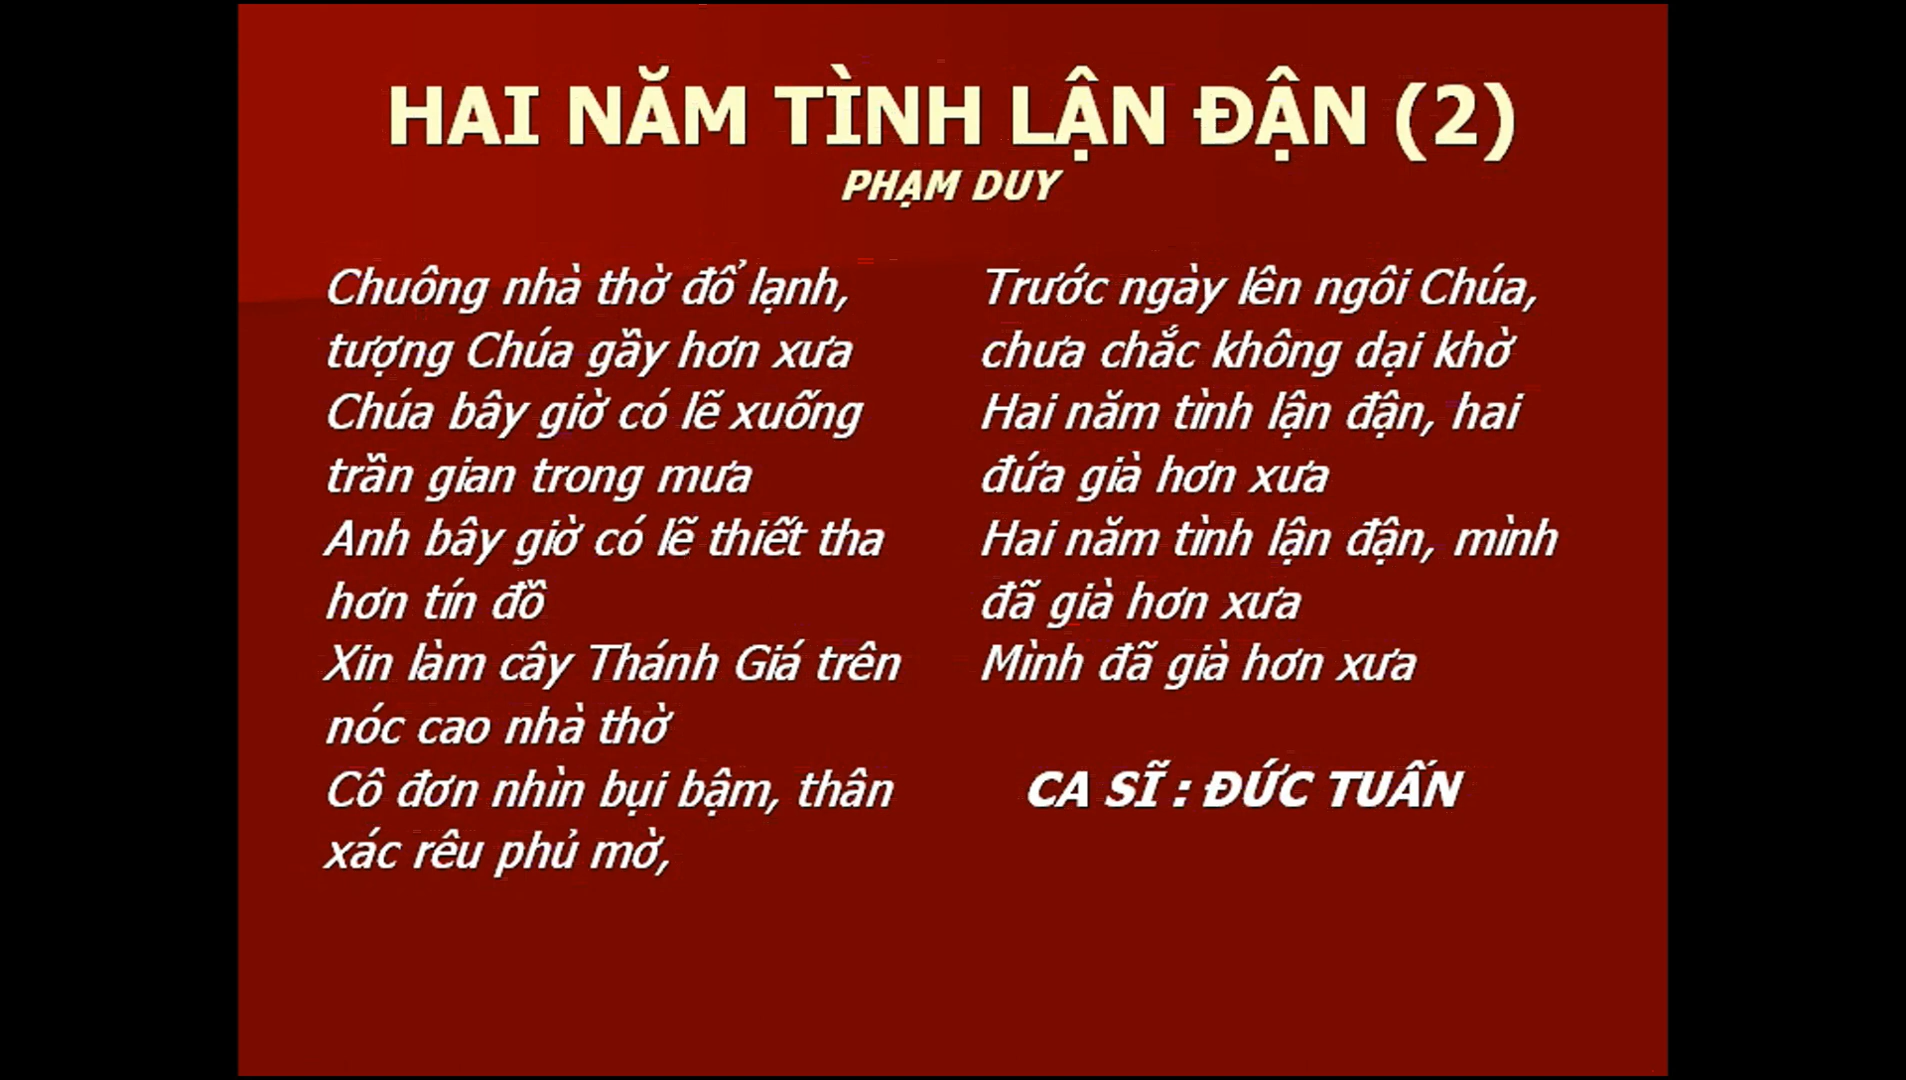 HAI NĂM TÌNH LẬN ĐẬN (2)
PHẠM DUY
Chuông nhà thờ đổ lạnh,
tượng Chúa gầy hơn xưa
Chúa bây giờ có lẽ xuống
trần gian trong mưa
Anh bây giờ có lẽ thiết tha
hơn tín đồ
Xin làm cây Thánh Giá trên
nóc cao nhà thờ
Cô đơn nhìn bụi bậm, thân
xác rêu phủ mờ,
Trước ngày lên ngôi Chúa,
chưa chắc không dại khờ
Hai năm tình lận đận, hai
đứa già hơn xưa
Hai năm tình lận đận, mình
đã già hơn xưa
Mình đã già hơn xưa
CA SĨ : ĐỨC TUẤN